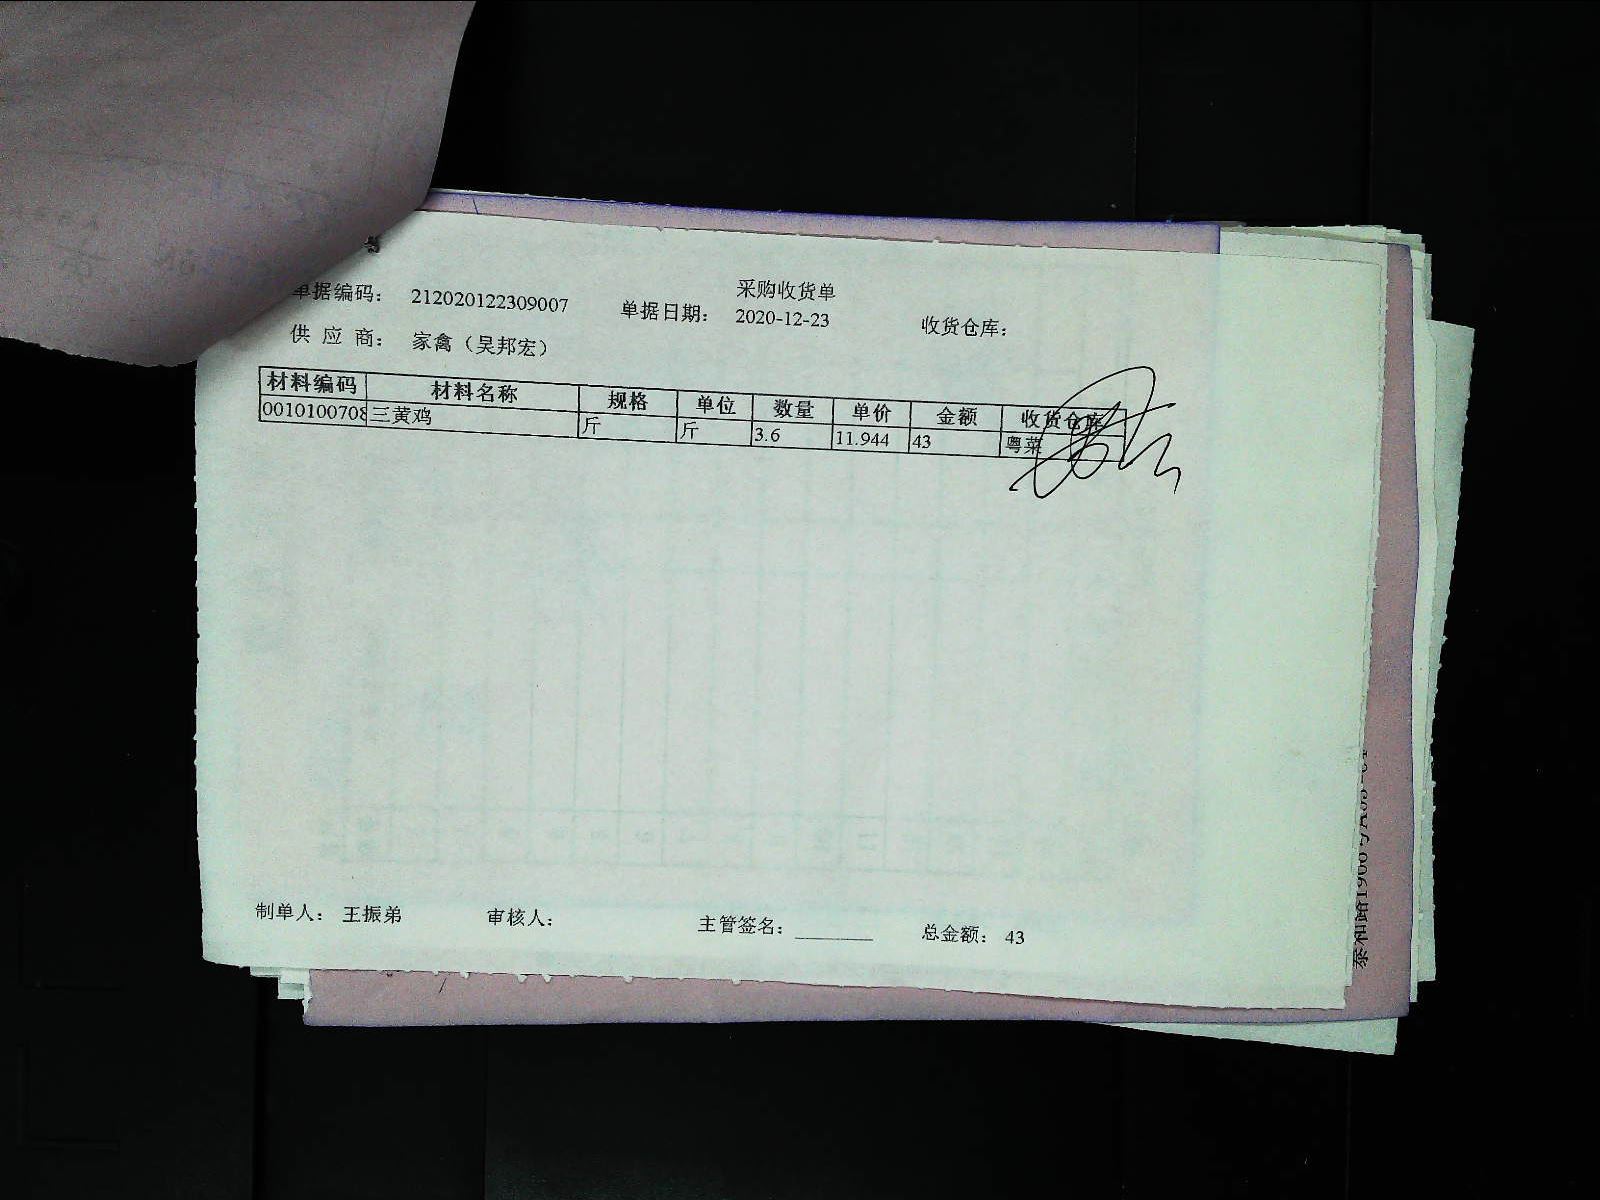 采购收货单
单据编码： 212020122309007 单据日期： 2020-12-23 收货仓库：
供 应 商： 家禽（吴邦宏）
材料编码 材料名称 规格 单位 数量 单价 金额 收货仓库
0010100708 三黄鸡 斤 斤 3.6 11.944 43 粤菜
制单人： 王振弟 审核人： 主管签名： ________ 总金额： 43